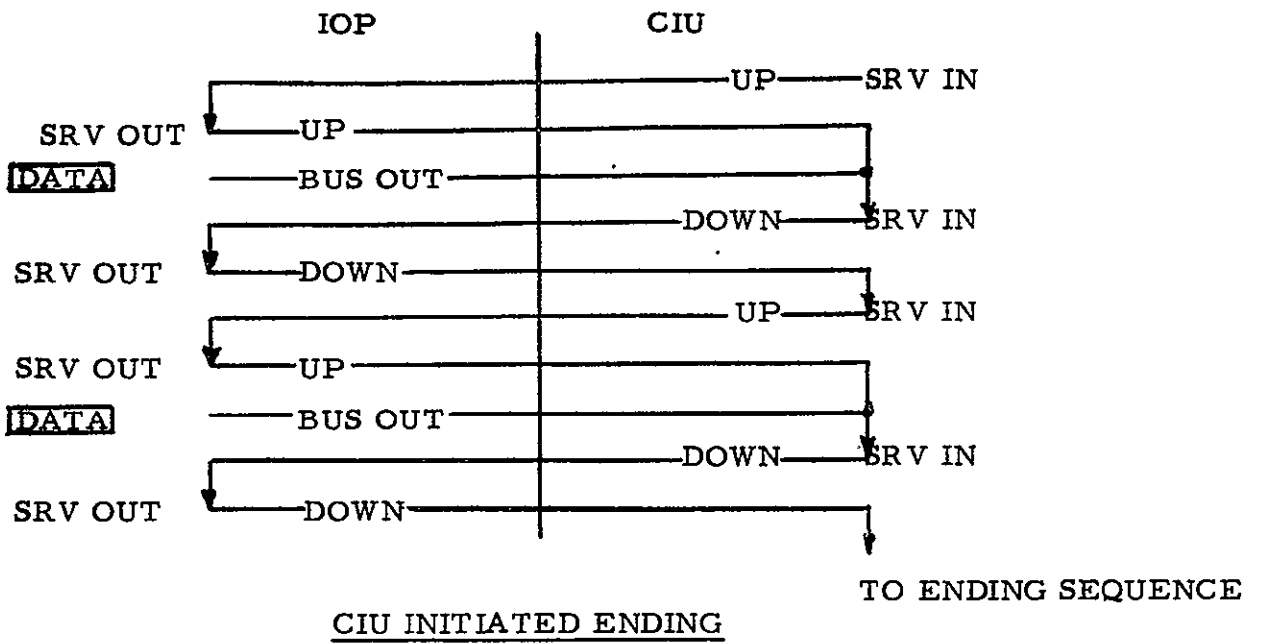 IOP CIU
UP SRV IN
SRV OUT UP
DATA BUS OUT
DOWN SRV IN
SRV OUT DOWN
UP SRV IN
SRV OUT UP
DATA BUS OUT
DOWN SRV IN
SRV OUT DOWN
TO ENDING SEQUENCE
CIU INITIATED ENDING